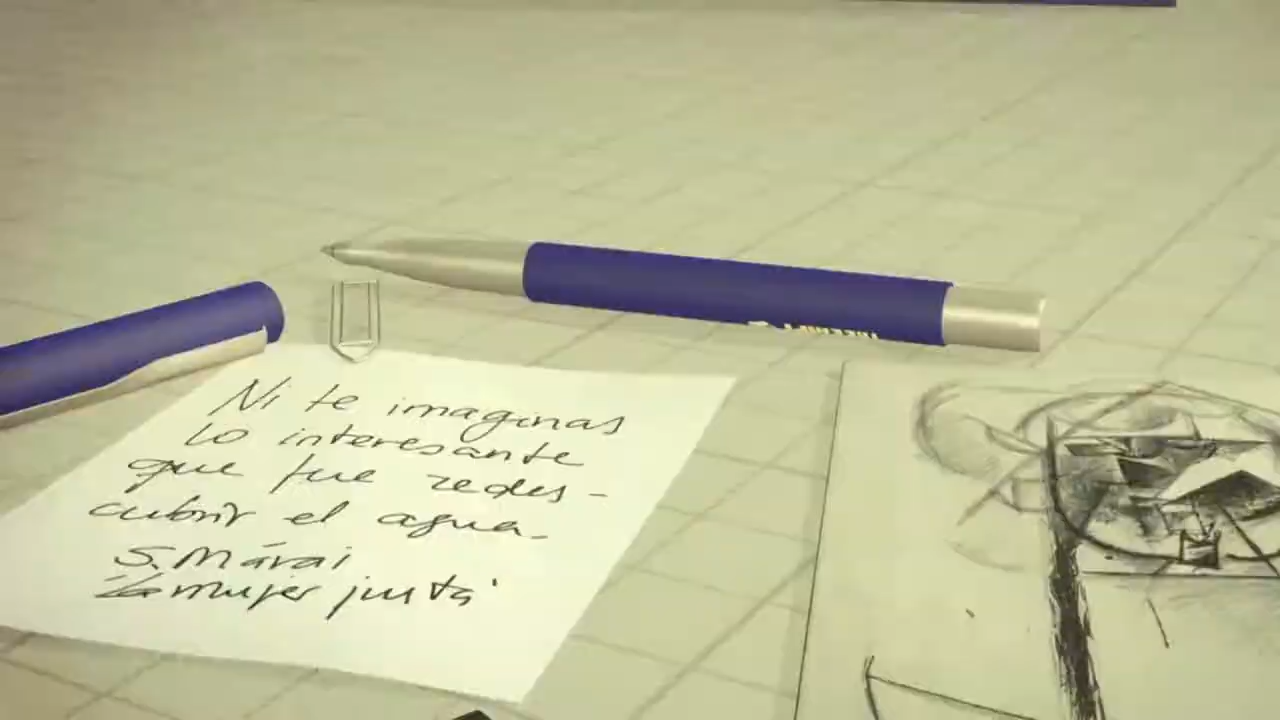 Ni te imaginas
lo interesante
que fue redes-
cubrir el agua.
S. Márai
"La mujer justa"